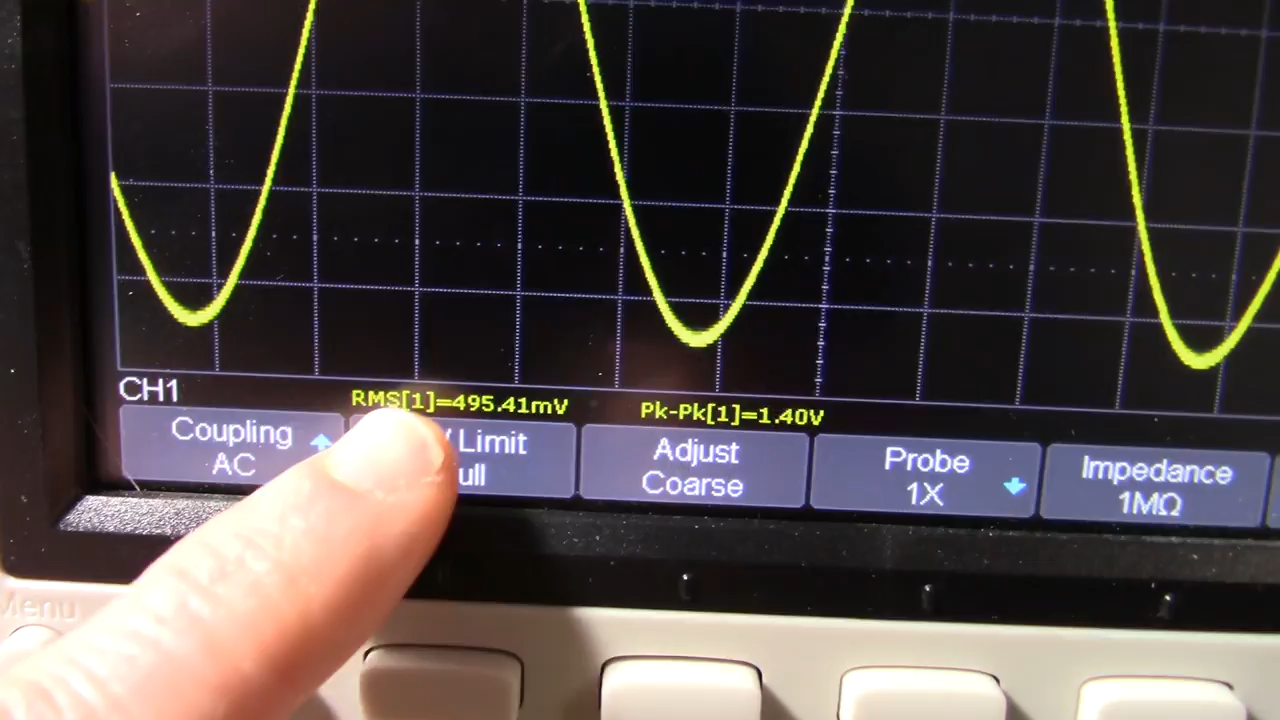 CH1
RMS[1]=495.41mV
Pk-Pk[1]=1.40V
Coupling
AC
Limit
Adjust
Coarse
Probe
1X
Impedance
1MΩ
Menu